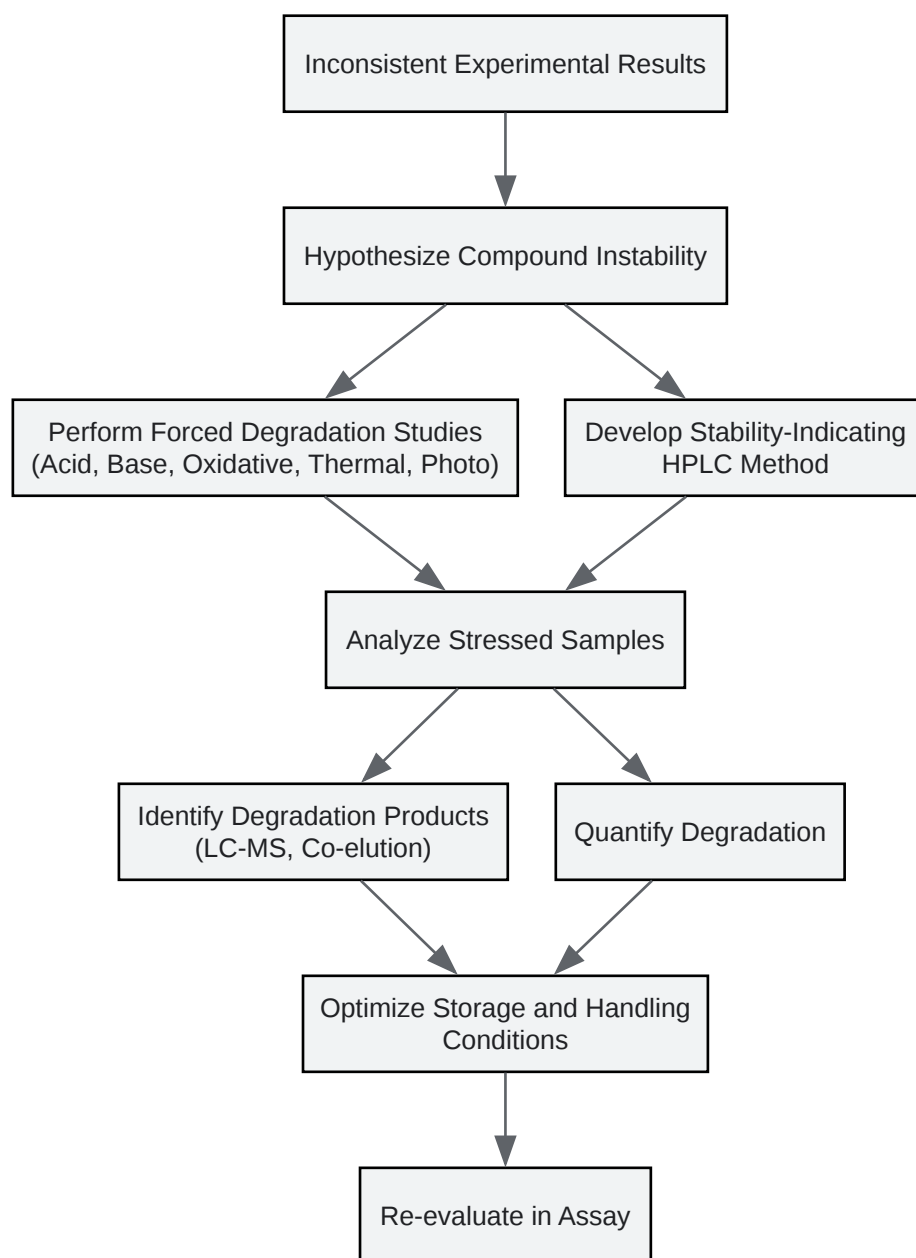 Inconsistent Experimental Results
Hypothesize Compound Instability
Perform Forced Degradation Studies
(Acid, Base, Oxidative, Thermal, Photo)
Develop Stability-Indicating
HPLC Method
Analyze Stressed Samples
Identify Degradation Products
(LC-MS, Co-elution)
Quantify Degradation
Optimize Storage and Handling
Conditions
Re-evaluate in Assay